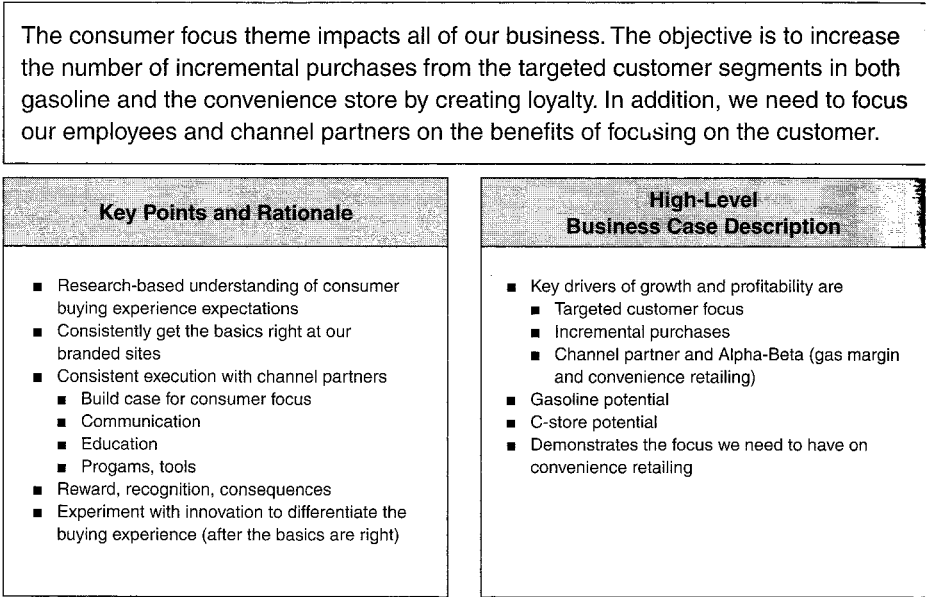 The consumer focus theme impacts all of our business. The objective is to increase
the number of incremental purchases from the targeted customer segments in both
gasoline and the convenience store by creating loyalty. In addition, we need to focus
our employees and channel partners on the benefits of focusing on the customer.
Key Points and Rationale
■ Research-based understanding of consumer
buying experience expectations
■ Consistently get the basics right at our
branded sites
■ Consistent execution with channel partners
■ Build case for consumer focus
■ Communication
■ Education
■ Progams, tools
■ Reward, recognition, consequences
■ Experiment with innovation to differentiate the
buying experience (after the basics are right)
High-Level
Business Case Description
■ Key drivers of growth and profitability are
■ Targeted customer focus
■ Incremental purchases
■ Channel partner and Alpha-Beta (gas margin
and convenience retailing)
■ Gasoline potential
■ C-store potential
■ Demonstrates the focus we need to have on
convenience retailing